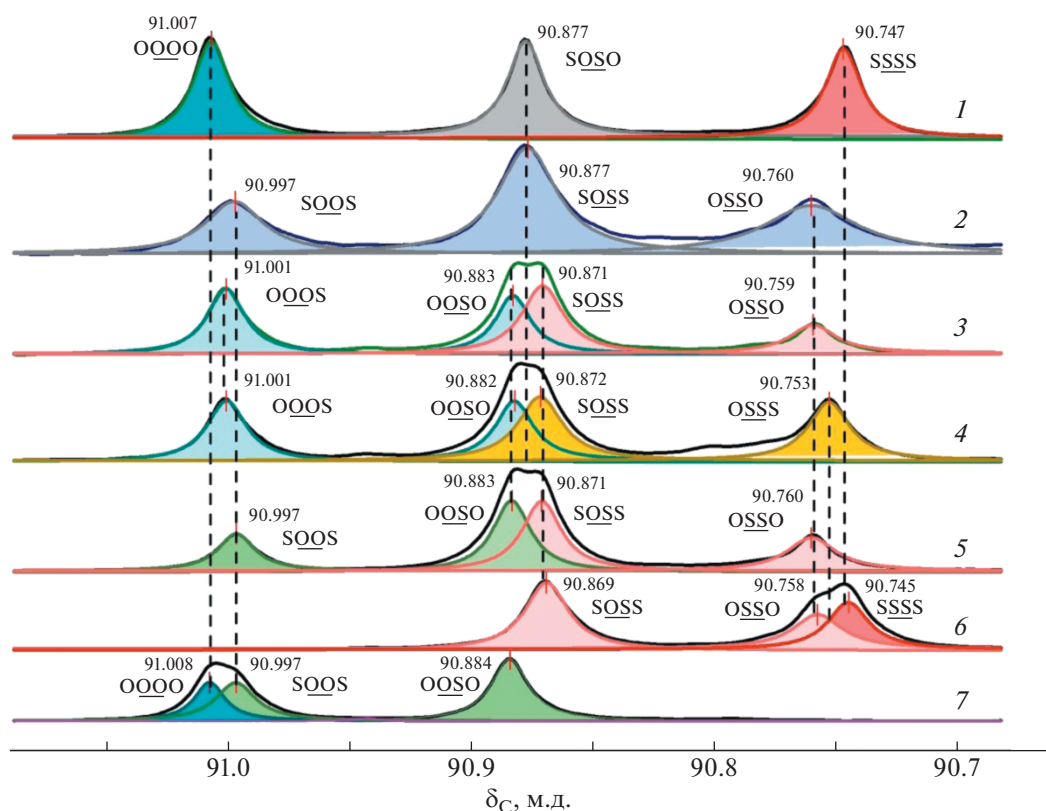 91.007
OOOO
90.877
SOSO
90.747
SSSS
1
90.997
SOOS
90.877
SOSS
90.760
OSSO
2
91.001
OOOS
90.883
OOSO
90.871
SOSS
90.759
OSSO
3
91.001
OOOS
90.882
OOSO
90.872
SOSS
90.753
OSSS
4
90.997
SOOS
90.883
OOSO
90.871
SOSS
90.760
OSSO
5
90.869
SOSS
90.758
OSSO
90.745
SSSS
6
91.008
OOOO
90.997
SOOS
90.884
OOSO
7
91.0 90.9 90.8 90.7
δC, м.д.